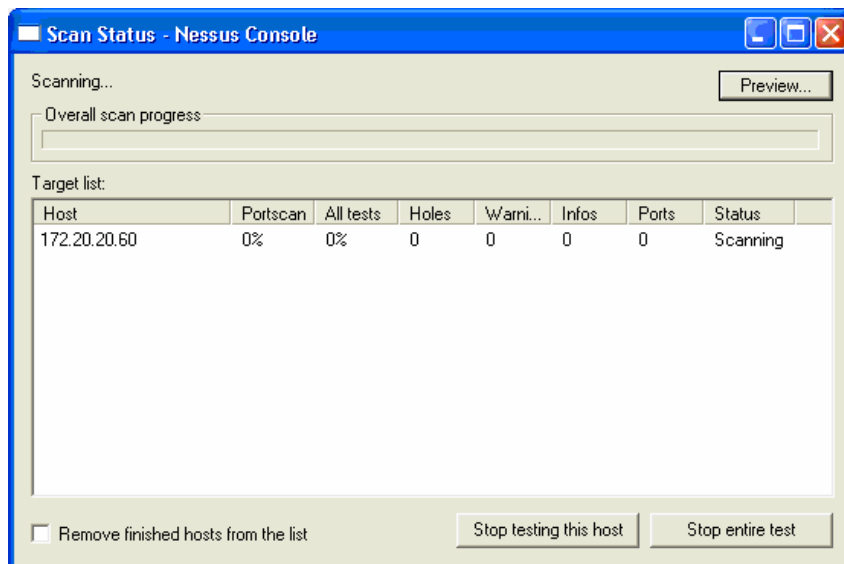 Scan Status - Nessus Console
Scanning...
Preview...
Overall scan progress
Target list:
Host Portscan All tests Holes Warni... Infos Ports Status
172.20.20.60 0% 0% 0 0 0 0 Scanning
Remove finished hosts from the list Stop testing this host Stop entire test